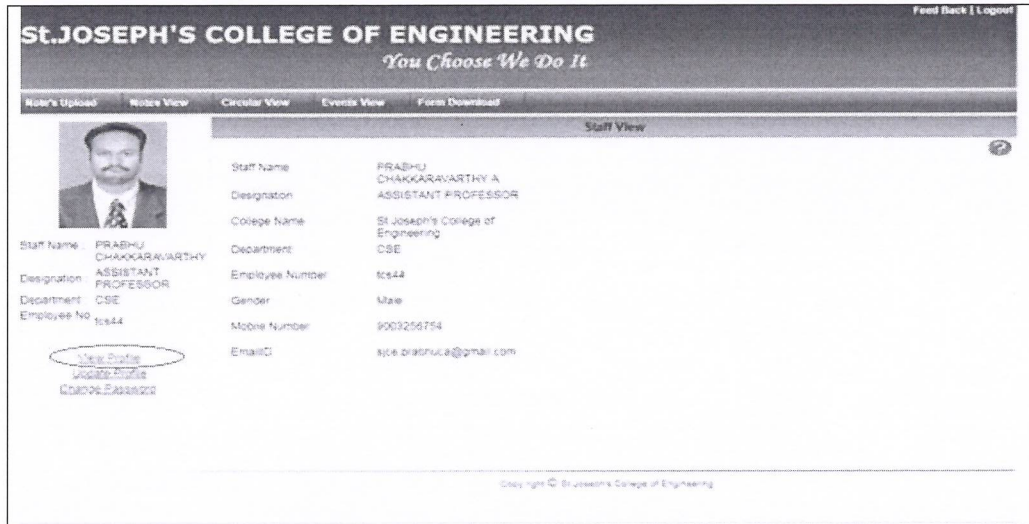 Feed Back | Logout
St.JOSEPH'S COLLEGE OF ENGINEERING
You Choose We Do It
Note's Upload Notes View Circular View Events View Form Download
Staff View
?
Staff Name PRABHU
CHAKKARAVARTHY A
Designation ASSISTANT PROFESSOR
College Name St.Joseph's College of
Engineering
Department CSE
Employee Number tcs44
Gender Male
Mobile Number 9003256754
EmailID sjce.prabhuca@gmail.com
Staff Name : PRABHU
CHAKKARAVARTHY
Designation : ASSISTANT
PROFESSOR
Department CSE
Employee No tcs44
View Profile
Update Profile
Change Password
Copy right © St.Joseph's College of Engineering